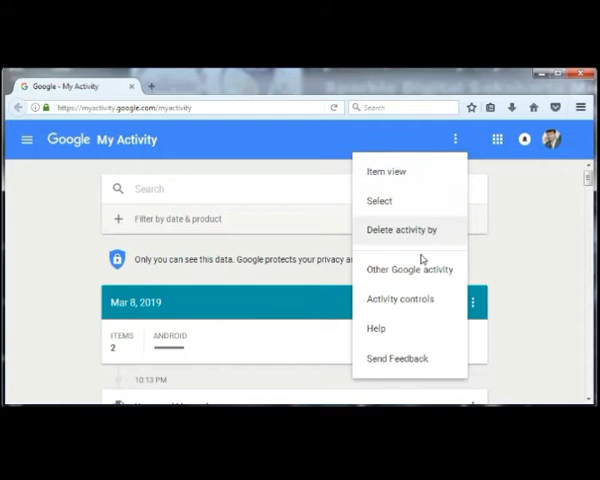 Google - My Activity
https://myactivity.google.com/myactivity
Search
Google My Activity
Item view
Search
Select
Filter by date & product
Delete activity by
Only you can see this data. Google protects your privacy an
Other Google activity
Mar 8, 2019
Activity controls
ITEMS
ANDROID
2
Help
Send Feedback
10:13 PM